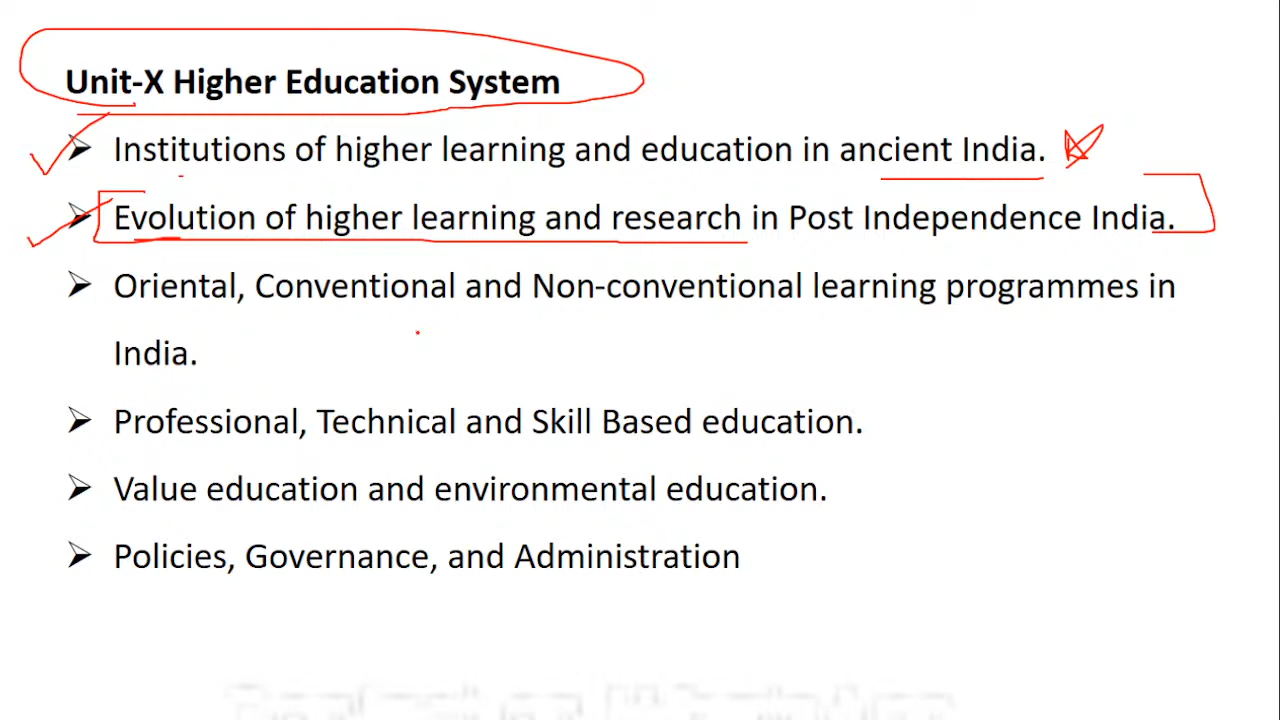 Unit-X Higher Education System
➢ Institutions of higher learning and education in ancient India.
➢ Evolution of higher learning and research in Post Independence India.
➢ Oriental, Conventional and Non-conventional learning programmes in
India.
➢ Professional, Technical and Skill Based education.
➢ Value education and environmental education.
➢ Policies, Governance, and Administration